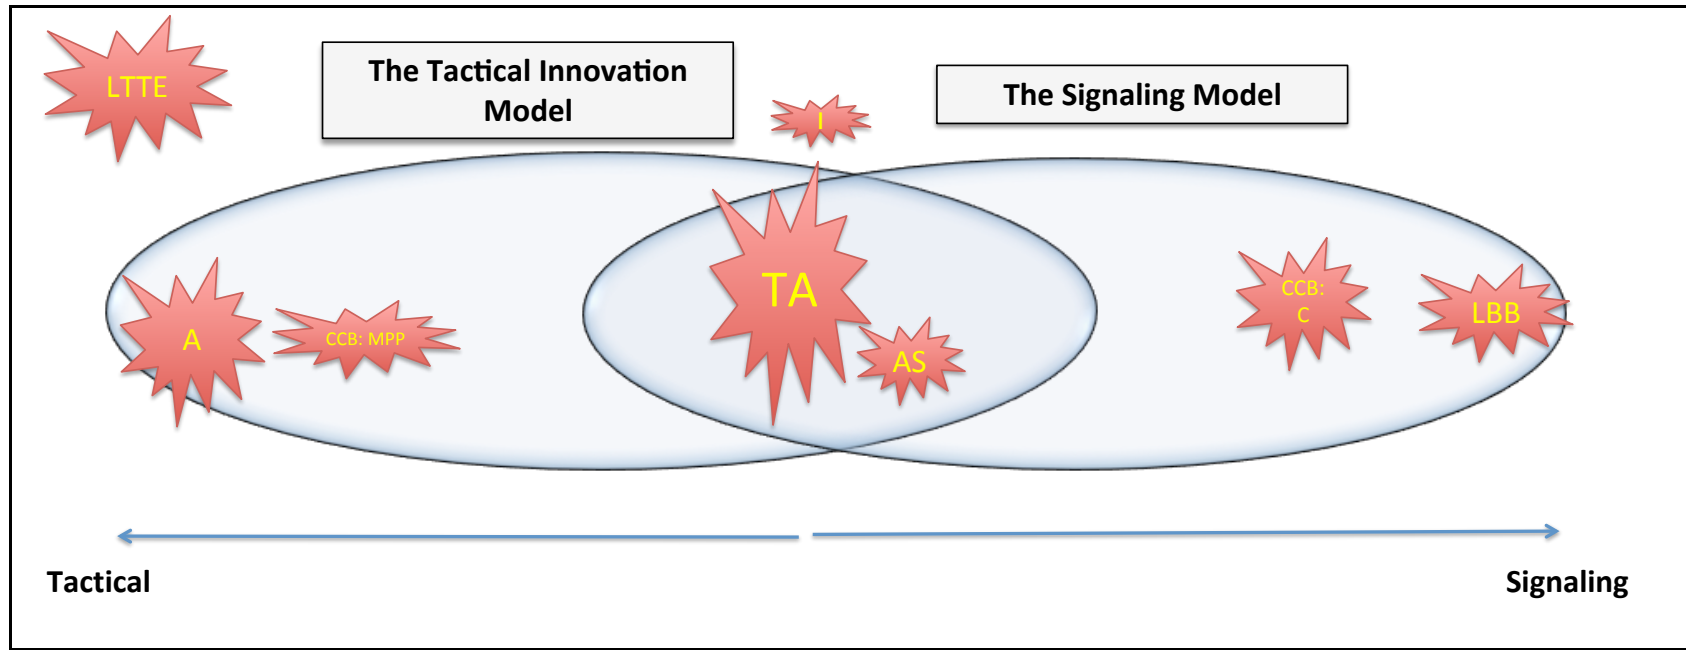 LTTE
The Tactical Innovation
Model
The Signaling Model
I
TA
A
CCB: MPP
AS
CCB:
C
LBB
Tactical
Signaling